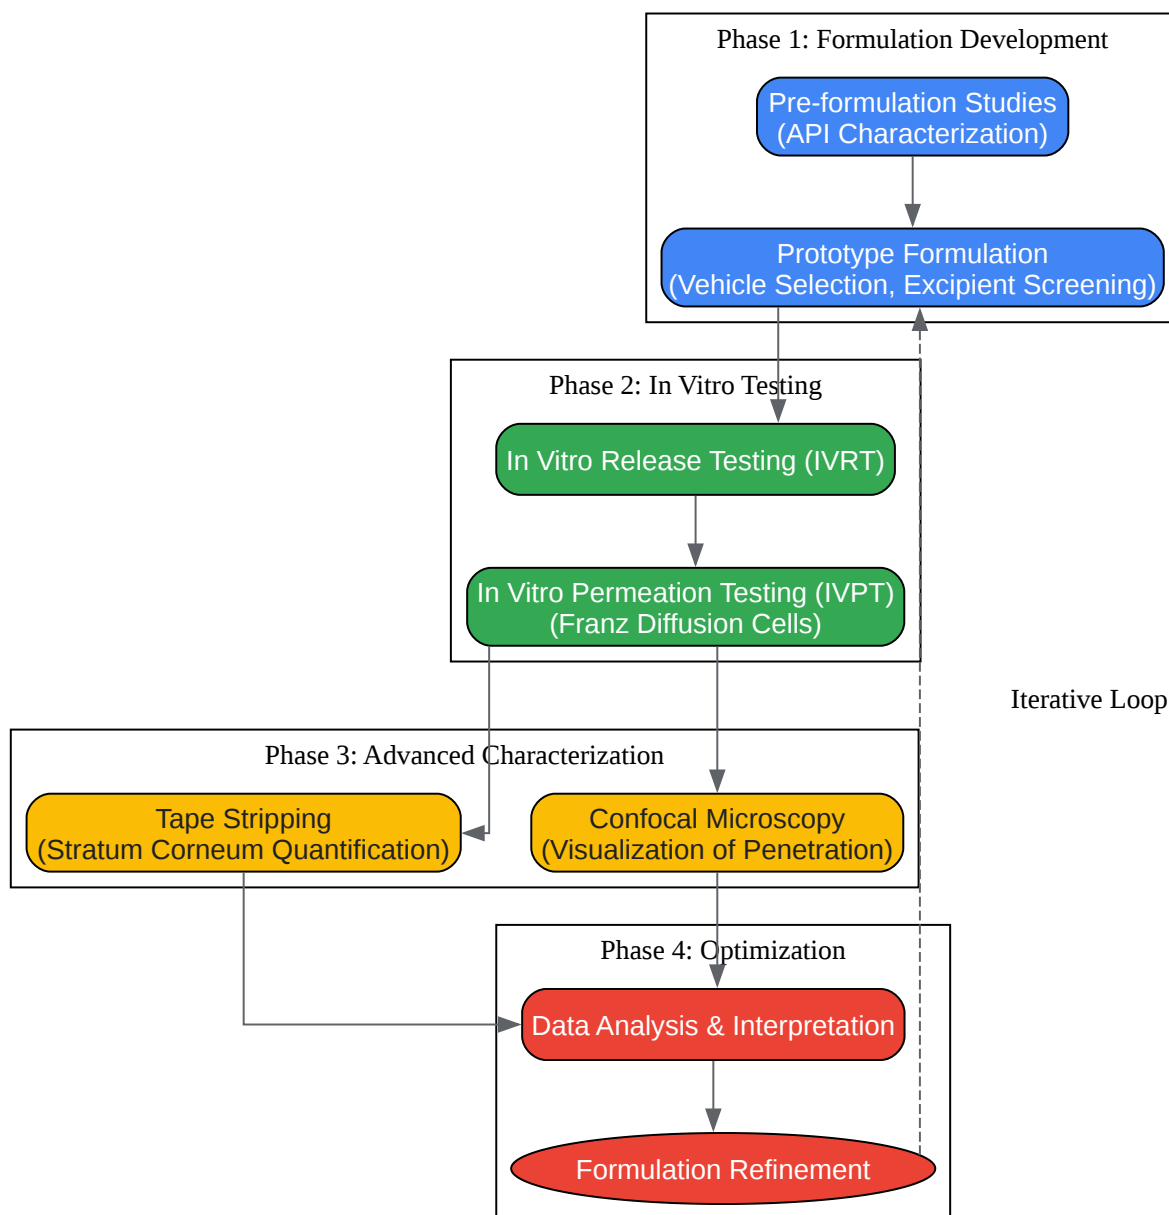 Phase 1: Formulation Development
Pre-formulation Studies
(API Characterization)
Prototype Formulation
(Vehicle Selection, Excipient Screening)
Phase 2: In Vitro Testing
In Vitro Release Testing (IVRT)
In Vitro Permeation Testing (IVPT)
(Franz Diffusion Cells)
Iterative Loop
Phase 3: Advanced Characterization
Tape Stripping
(Stratum Corneum Quantification)
Confocal Microscopy
(Visualization of Penetration)
Phase 4: Optimization
Data Analysis & Interpretation
Formulation Refinement